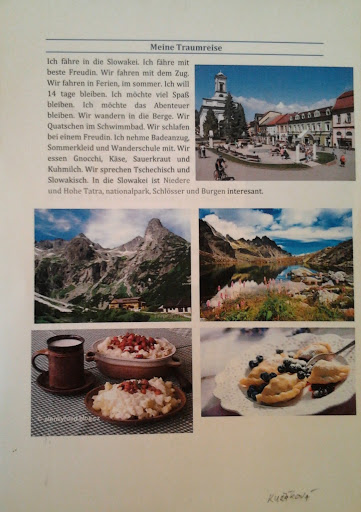 Meine Traumreise
Ich fähre in die Slowakei. Ich fähre mit
beste Freudin. Wir fahren mit dem Zug.
Wir fahren in Ferien, im sommer. Ich will
14 tage bleiben. Ich möchte viel Spaß
bleiben. Ich möchte das Abenteuer
bleiben. Wir wandern in die Berge. Wir
Quatschen im Schwimmbad. Wir schlafen
bei einem Freudin. Ich nehme Badeanzug,
Sommerkleid und Wanderschule mit. Wir
essen Gnocchi, Käse, Sauerkraut und
Kuhmilch. Wir sprechen Tschechisch und
Slowakisch. In die Slowakei ist Niedere
und Hohe Tatra, nationalpark, Schlösser und Burgen interesant.